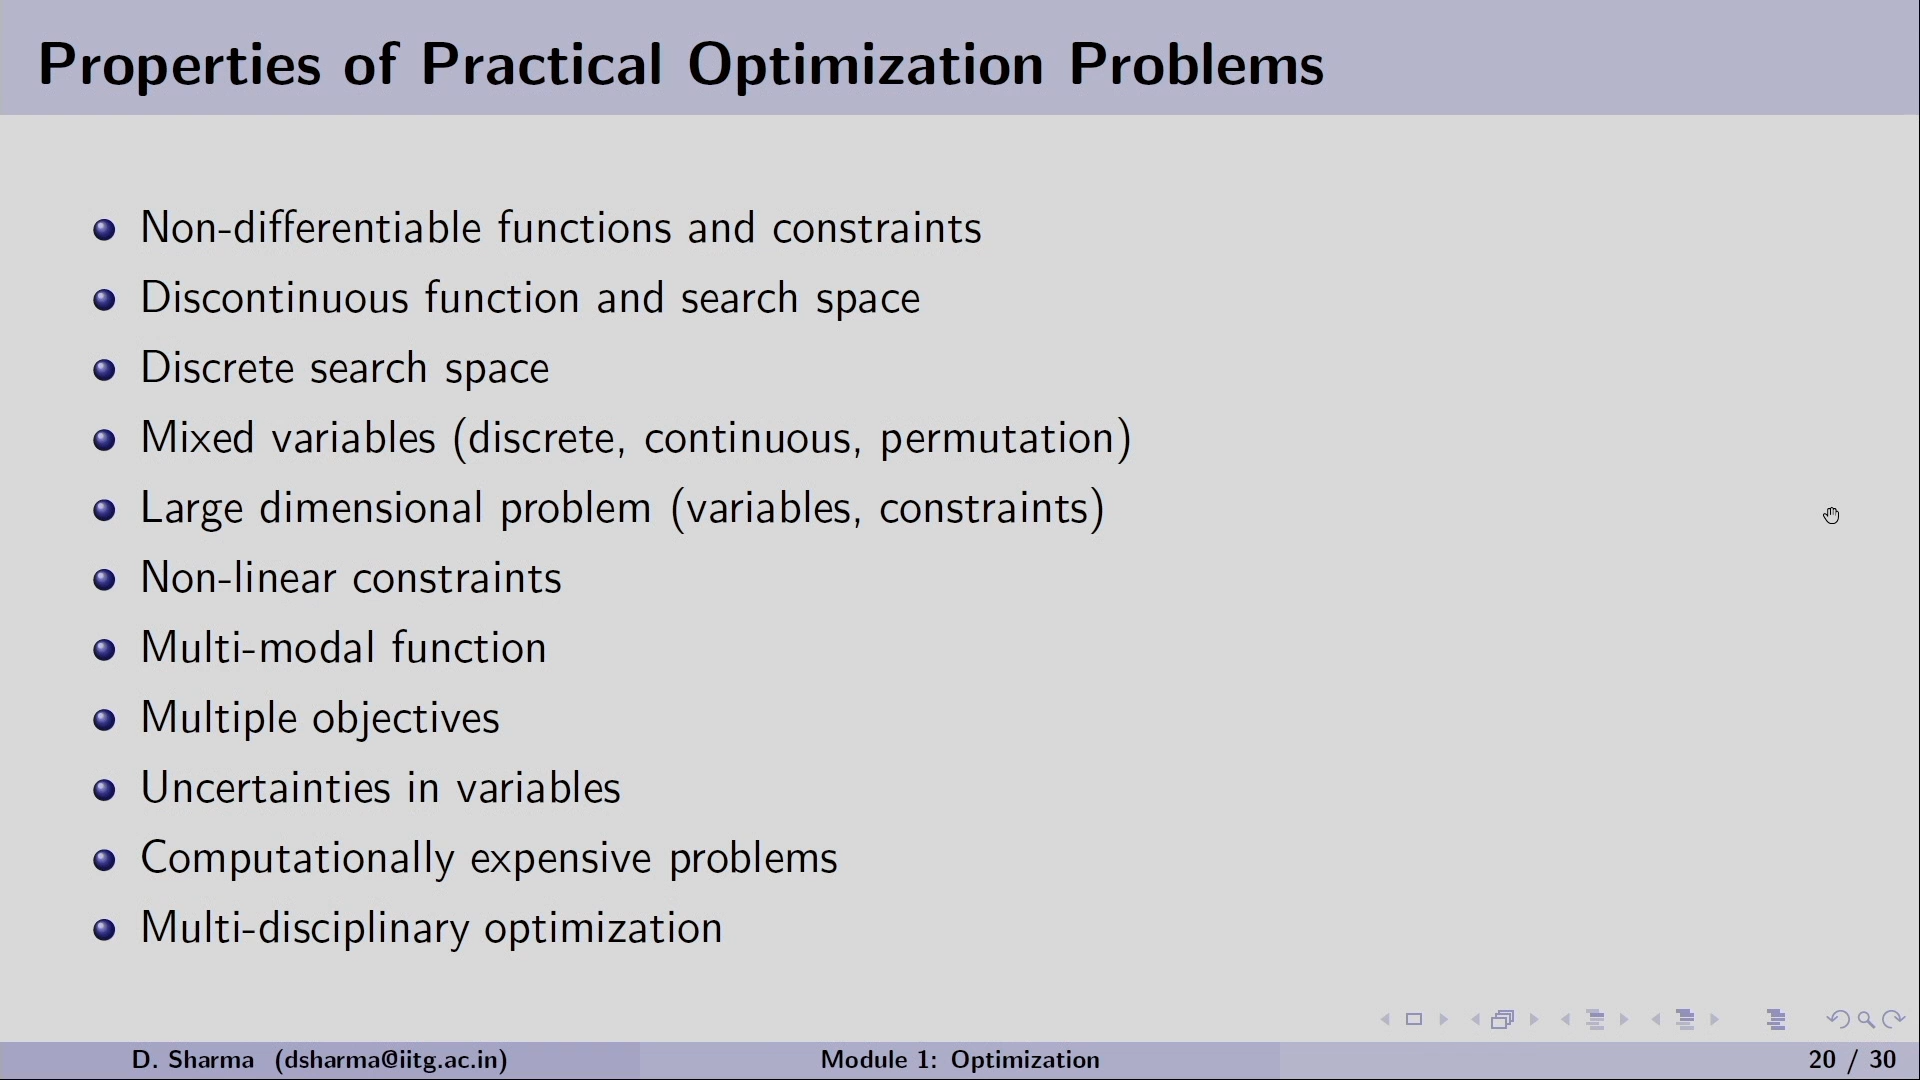 Properties of Practical Optimization Problems
Non-differentiable functions and constraints
Discontinuous function and search space
Discrete search space
Mixed variables (discrete, continuous, permutation)
Large dimensional problem (variables, constraints)
Non-linear constraints
Multi-modal function
Multiple objectives
Uncertainties in variables
Computationally expensive problems
Multi-disciplinary optimization
D. Sharma (dsharma@iitg.ac.in) Module 1: Optimization 20 / 30